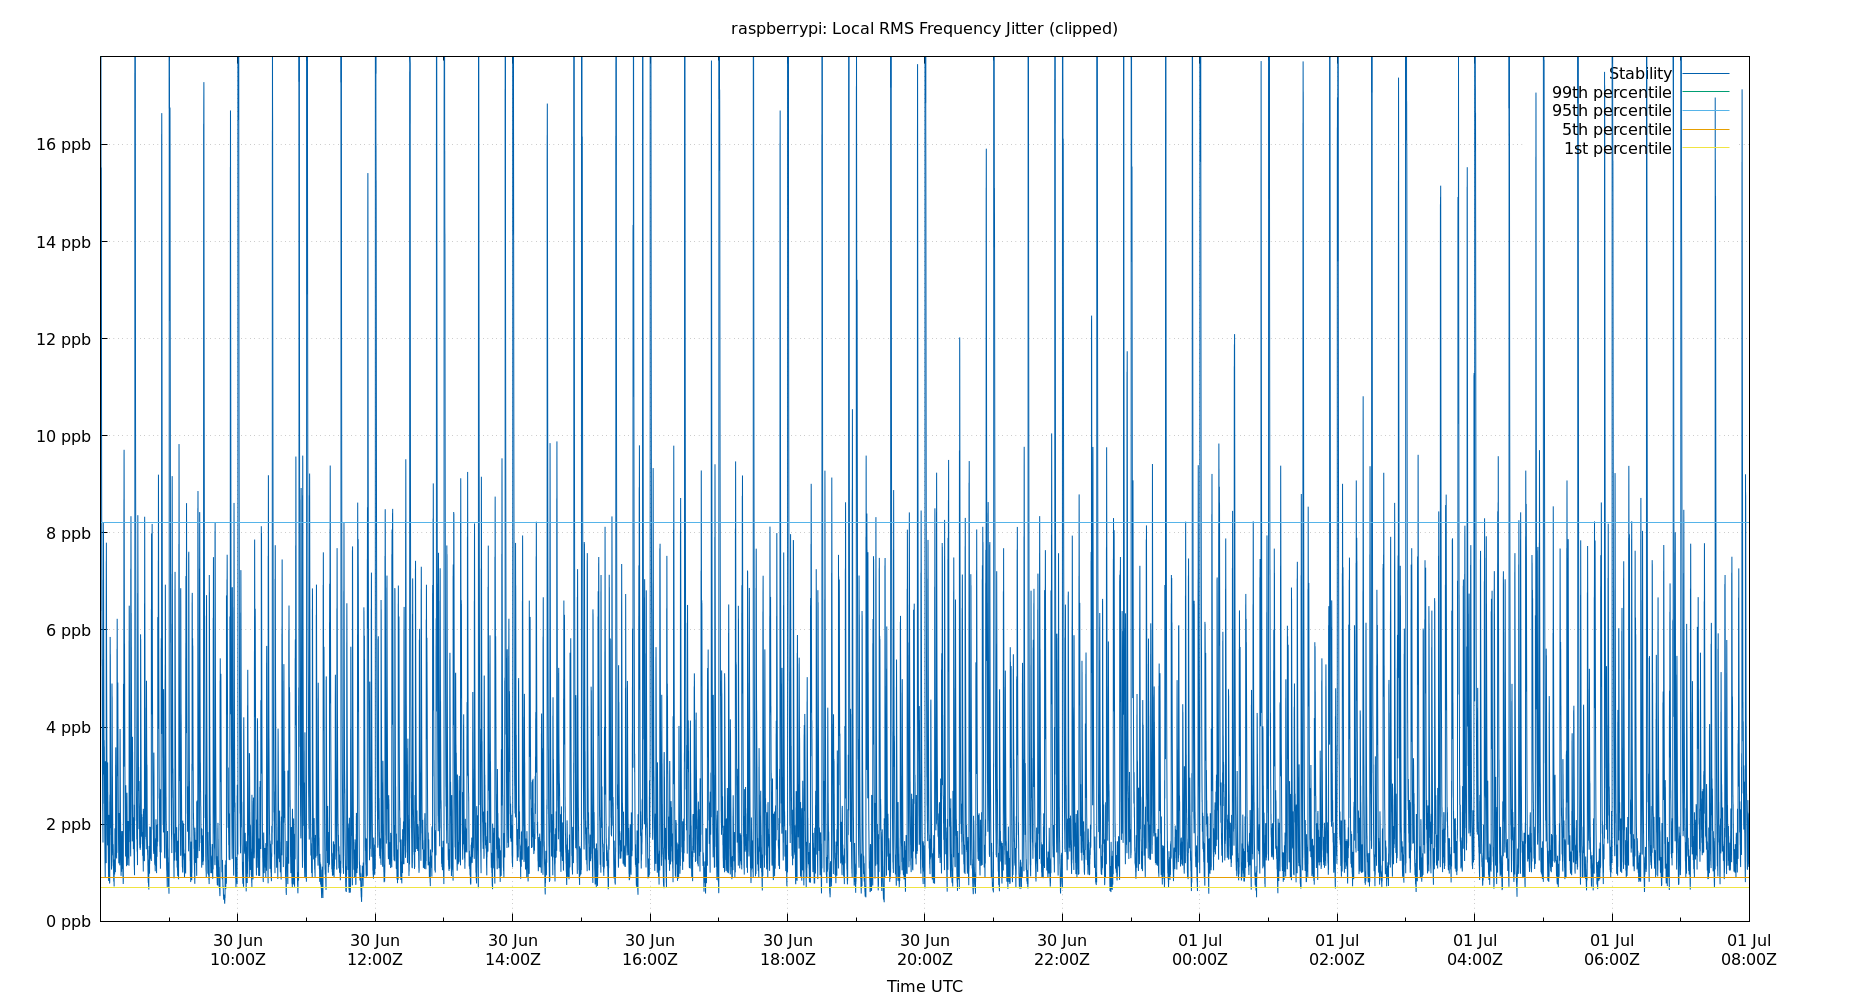 raspberrypi: Local RMS Frequency Jitter (clipped)
Stability
99th percentile
95th percentile
5th percentile
1st percentile
16 ppb
14 ppb
12 ppb
10 ppb
8 ppb
6 ppb
4 ppb
2 ppb
0 ppb
30 Jun 30 Jun 30 Jun 30 Jun 30 Jun 30 Jun 30 Jun 01 Jul 01 Jul 01 Jul 01 Jul 01 Jul
10:00Z 12:00Z 14:00Z 16:00Z 18:00Z 20:00Z 22:00Z 00:00Z 02:00Z 04:00Z 06:00Z 08:00Z
Time UTC